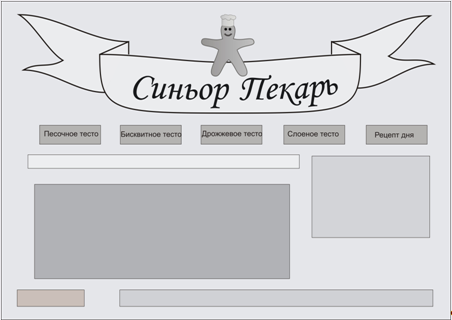 Синьор Пекарь
Песочное тесто
Бисквитное тесто
Дрожжевое тесто
Слоеное тесто
Рецепт дня